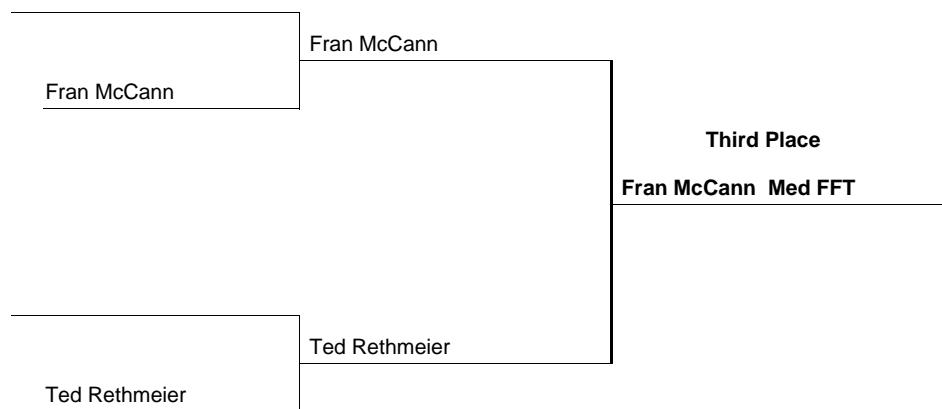 Fran McCann
Fran McCann
Third Place
Fran McCann Med FFT
Ted Rethmeier
Ted Rethmeier